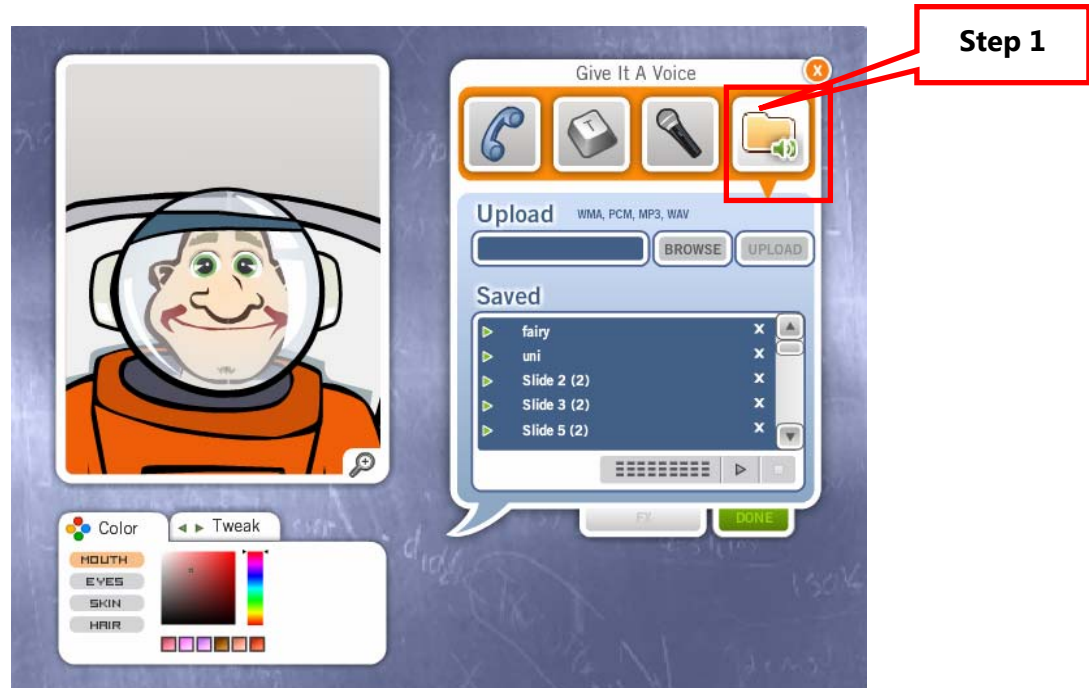 Step 1
Give It A Voice
X
T
Upload WMA, PCM, MP3, WAV
BROWSE UPLOAD
Saved
fairy X
uni X
Slide 2 (2) X
Slide 3 (2) X
Slide 5 (2) X
FX DONE
Color Tweak
MOUTH
EYES
SKIN
HAIR